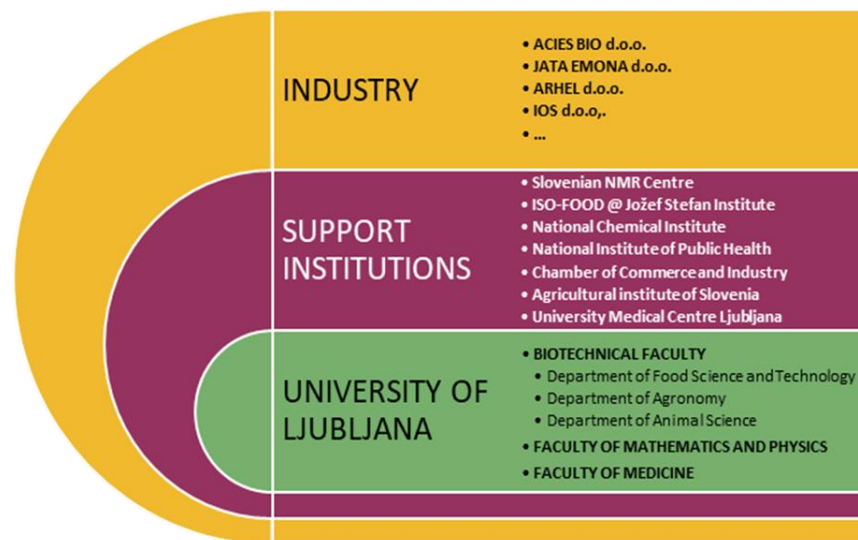 INDUSTRY
• ACIES BIO d.o.o.
• JATA EMONA d.o.o.
• ARHEL d.o.o.
• IOS d.o.o,.
• ...
SUPPORT
INSTITUTIONS
• Slovenian NMR Centre
• ISO-FOOD @ Jožef Stefan Institute
• National Chemical Institute
• National Institute of Public Health
• Chamber of Commerce and Industry
• Agricultural institute of Slovenia
• University Medical Centre Ljubljana
UNIVERSITY OF
LJUBLJANA
• BIOTECHNICAL FACULTY
• Department of Food Science and Technology
• Department of Agronomy
• Department of Animal Science
• FACULTY OF MATHEMATICS AND PHYSICS
• FACULTY OF MEDICINE